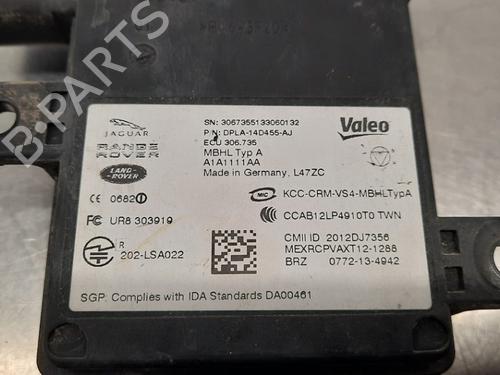 SN: 3067355133060132
P/N: DPLA-14D455-AJ
ECU 306.735
MBHL Typ A
A1A1111AA
Made in Germany, L47ZC
Valeo
JAGUAR
RANGE
ROVER
LAND-
ROVER
CE 0682
FC UR8 303919
R
202-LSA022
MIC KCC-CRM-VS4-MBHLTypA
CCAB12LP4910T0 TWN
CMII ID 2012DJ7356
MEXRCPVAXT12-1288
BRZ 0772-13-4942
SGP: Complies with IDA Standards DA00461